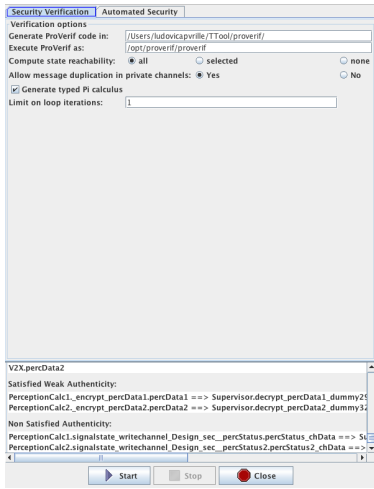 Security Verification Automated Security
Verification options
Generate ProVerif code in: /Users/ludovicapvrille/TTool/proverif/
Execute ProVerif as: /opt/proverif/proverif
Compute state reachability: all selected none
Allow message duplication in private channels: Yes No
Generate typed Pi calculus
Limit on loop iterations: 1
V2X.percData2
Satisfied Weak Authenticity:
PerceptionCalc1._encrypt_percData1.percData1 ==> Supervisor.decrypt_percData1_dummy29
PerceptionCalc2._encrypt_percData2.percData2 ==> Supervisor.decrypt_percData2_dummy32
Non Satisfied Authenticity:
PerceptionCalc1.signalstate_writechannel_Design_sec__percStatus.percStatus_chData ==> Su
PerceptionCalc2.signalstate_writechannel_Design_sec__percStatus2.percStatus2_chData ==>
Start Stop Close